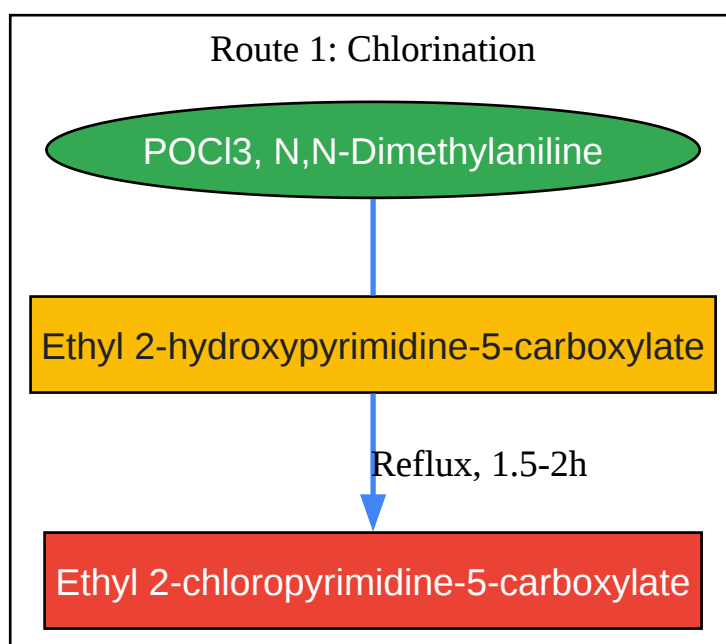 Route 1: Chlorination
POCl3, N,N-Dimethylaniline
Ethyl 2-hydroxypyrimidine-5-carboxylate
Reflux, 1.5-2h
Ethyl 2-chloropyrimidine-5-carboxylate